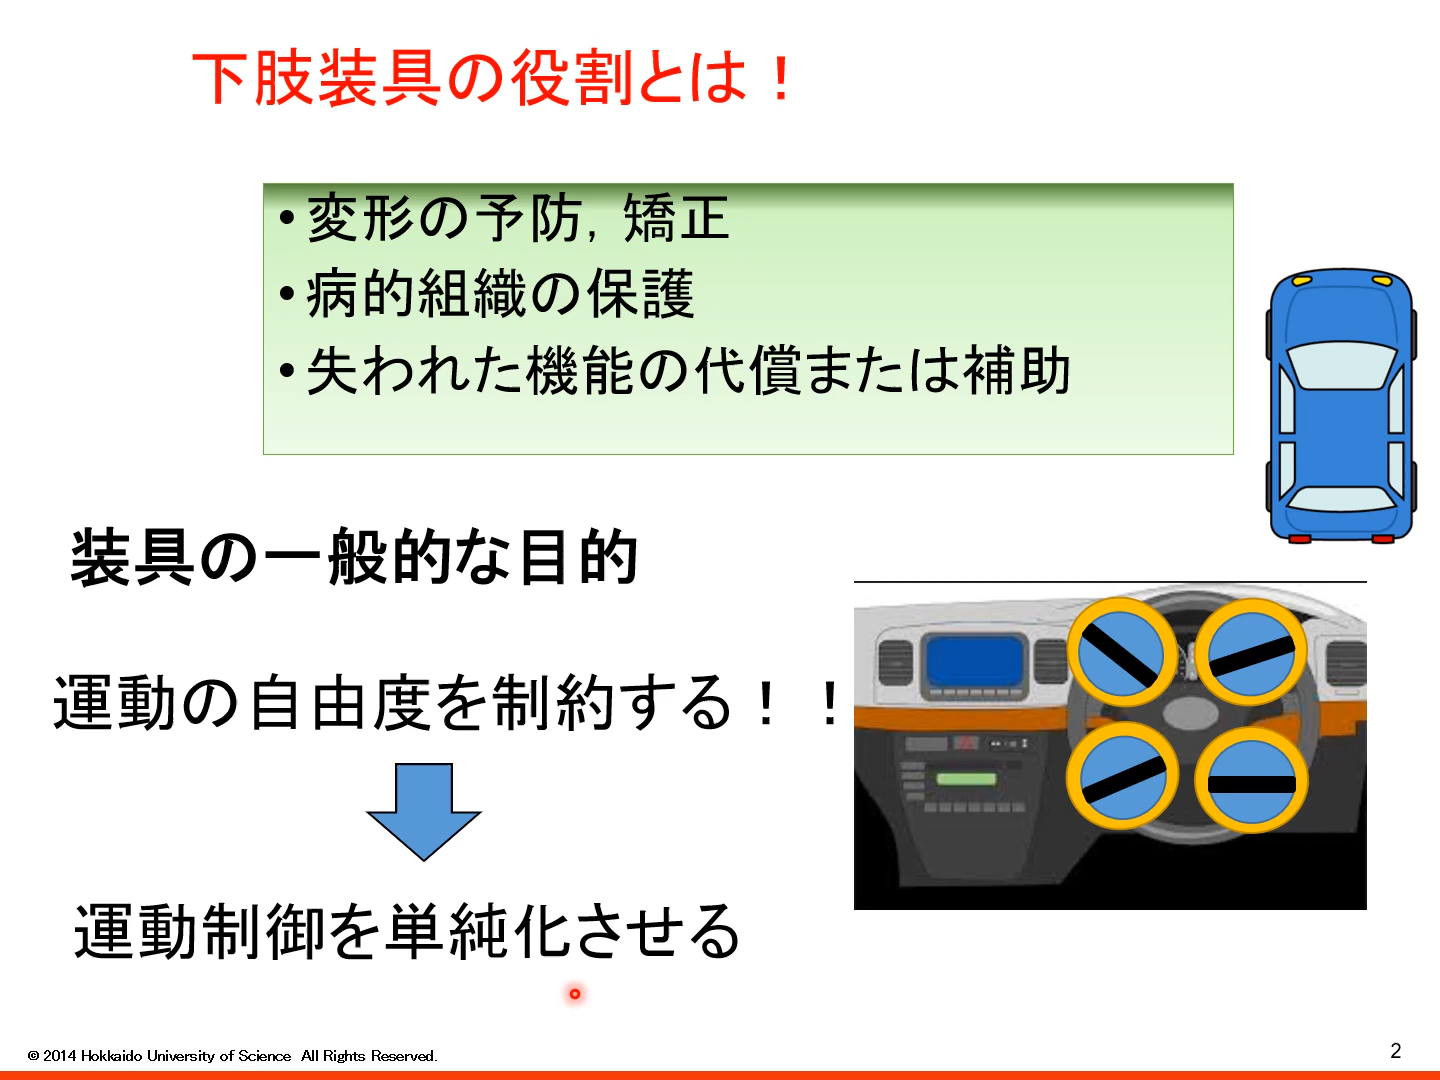 下肢装具の役割とは！
•変形の予防，矯正
•病的組織の保護
•失われた機能の代償または補助
装具の一般的な目的
運動の自由度を制約する！！
運動制御を単純化させる
© 2014 Hokkaido University of Science All Rights Reserved.
2